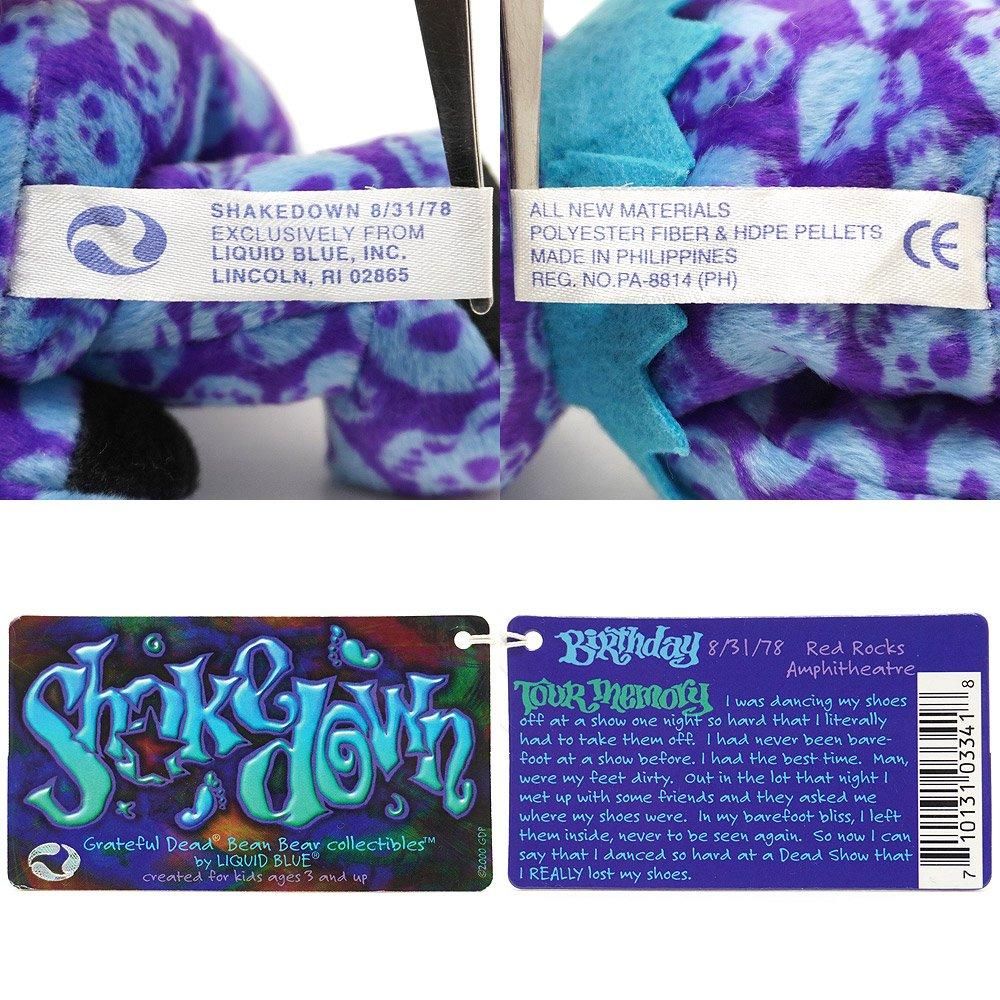 SHAKEDOWN 8/31/78
EXCLUSIVELY FROM
LIQUID BLUE, INC.
LINCOLN, RI 02865
ALL NEW MATERIALS
POLYESTER FIBER & HDPE PELLETS
MADE IN PHILIPPINES
REG. NO.PA-8814 (PH)
CE
Shakedown
Grateful Dead® Bean Bear collectibles™
by LIQUID BLUE®
created for kids ages 3 and up
©2000 GDP
Birthday 8/31/78 Red Rocks
Amphitheatre
Tour Memory I was dancing my shoes
off at a show one night so hard that I literally
had to take them off. I had never been bare-
foot at a show before. I had the best time. Man,
were my feet dirty. Out in the lot that night I
met up with some friends and they asked me
where my shoes were. In my barefoot bliss, I left
them inside, never to be seen again. So now I can
say that I danced so hard at a Dead Show that
I REALLY lost my shoes.
7 10131 03341 8